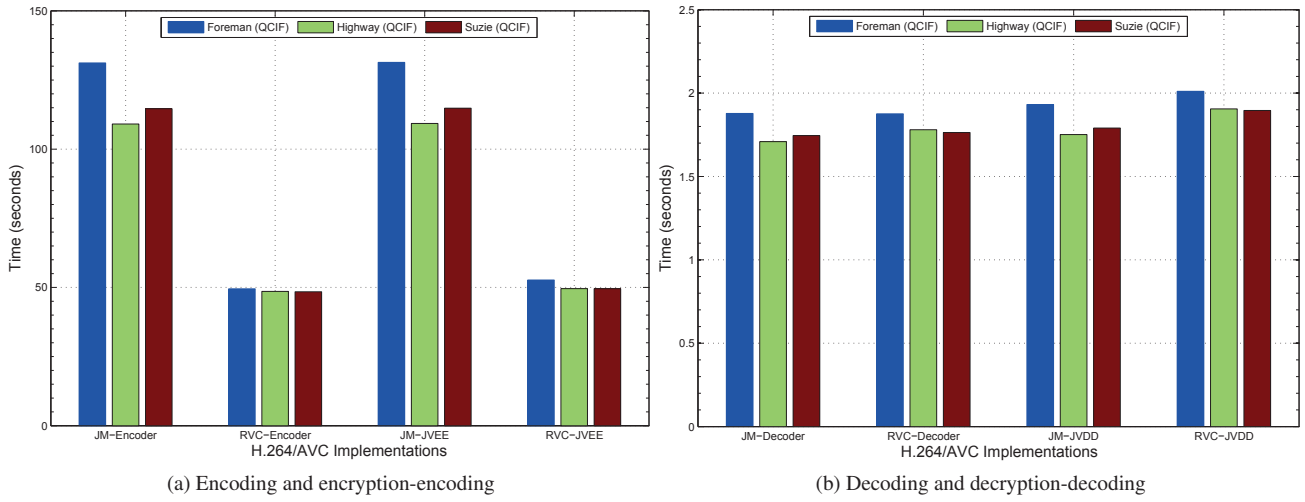 Foreman (QCIF) Highway (QCIF) Suzie (QCIF)
150
100
50
0
Time (seconds)
JM−Encoder RVC−Encoder JM−JVEE RVC−JVEE
H.264/AVC Implementations
(a) Encoding and encryption-encoding
Foreman (QCIF) Highway (QCIF) Suzie (QCIF)
2.5
2
1.5
1
0.5
0
Time (seconds)
JM−Decoder RVC−Decoder JM−JVDD RVC−JVDD
H.264/AVC Implementations
(b) Decoding and decryption-decoding